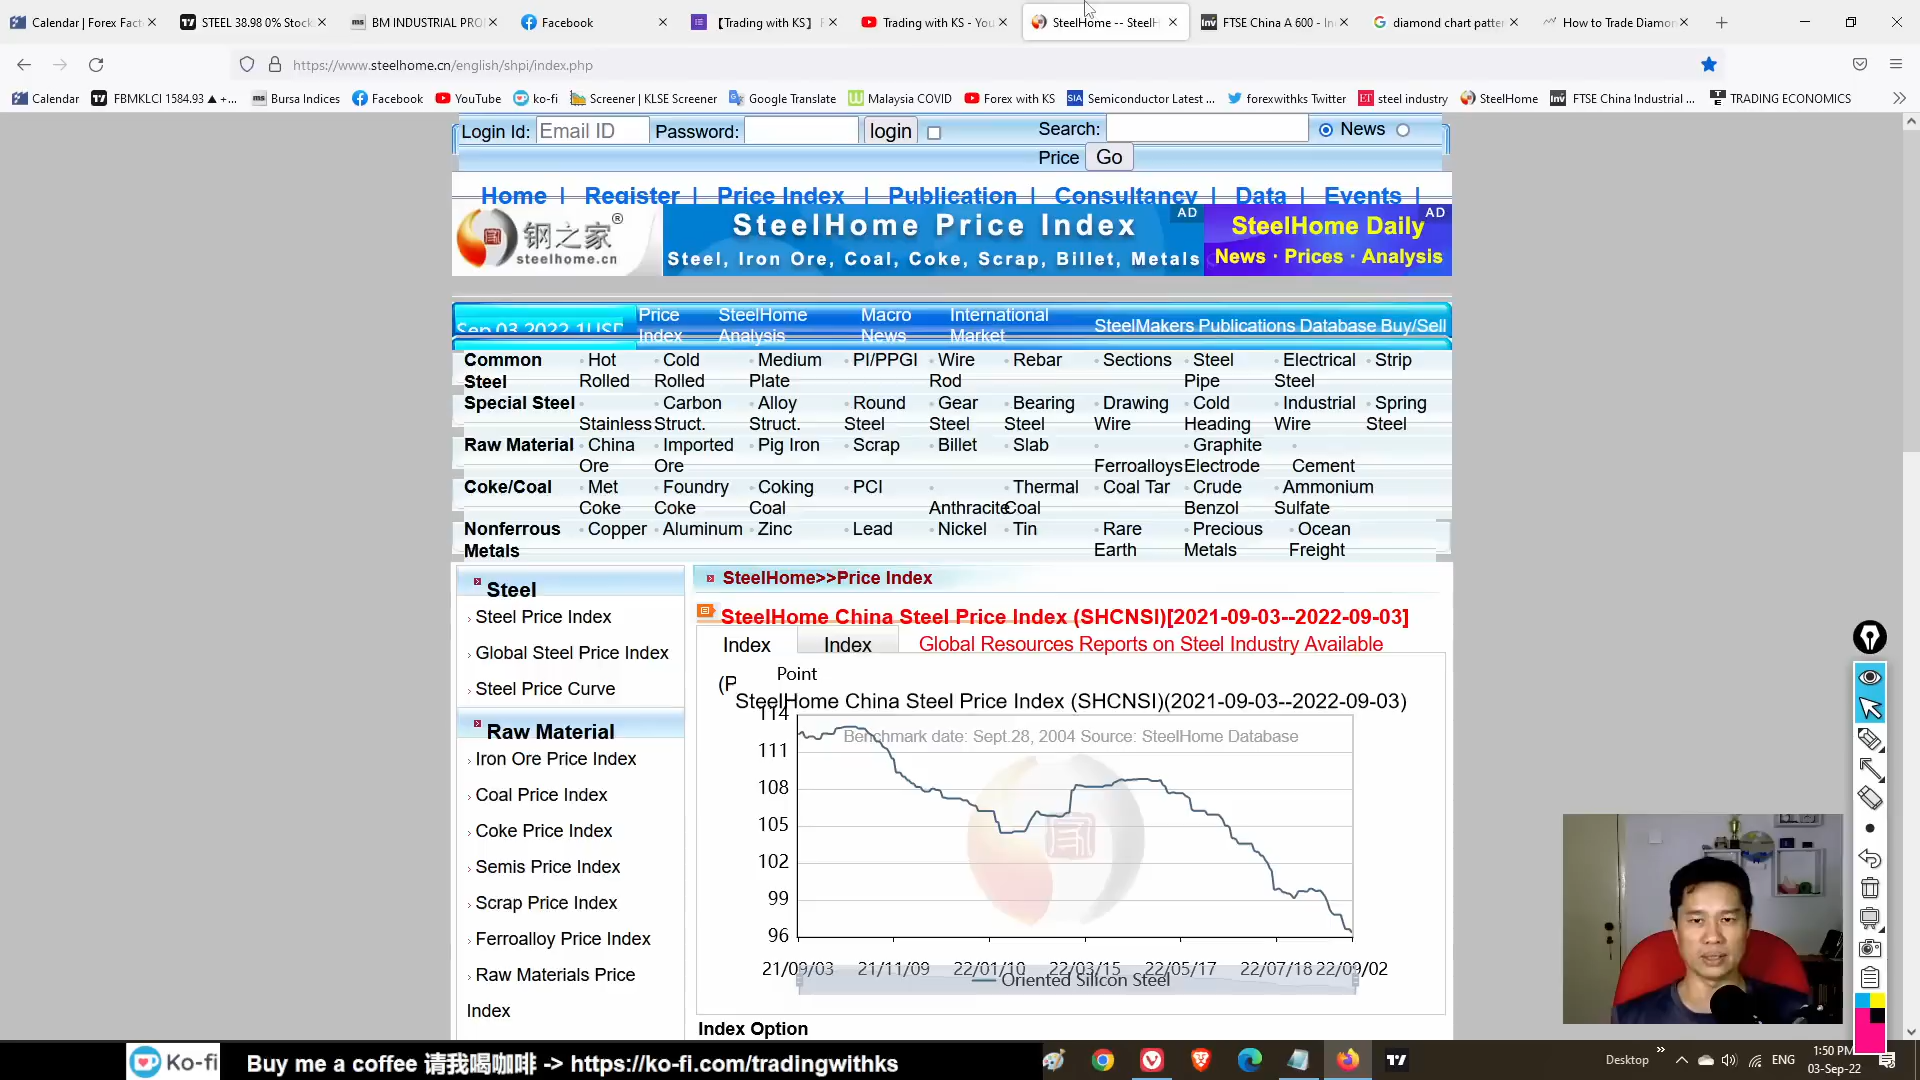 Calendar | Forex Fact
STEEL 38.98 0% Stock
BM INDUSTRIAL PRO
Facebook
【Trading with KS】 F
Trading with KS - You
SteelHome -- SteelH
FTSE China A 600 - In
diamond chart patter
How to Trade Diamon
https://www.steelhome.cn/english/shpi/index.php
Calendar
FBMKLCI 1584.93 ▲ +...
Bursa Indices
Facebook
YouTube
ko-fi
Screener | KLSE Screener
Google Translate
Malaysia COVID
Forex with KS
Semiconductor Latest ...
forexwithks Twitter
steel industry
SteelHome
FTSE China Industrial ...
TRADING ECONOMICS
Login Id: Email ID Password: login Search: News
Price Go
Home | Register | Price Index | Publication | Consultancy | Data | Events |
钢之家®
steelhome.cn
SteelHome Price Index AD
Steel, Iron Ore, Coal, Coke, Scrap, Billet, Metals
SteelHome Daily AD
News · Prices · Analysis
Sep,03,2022,1USD
Price Index
SteelHome Analysis
Macro News
International Market
SteelMakers Publications Database Buy/Sell
Common Steel Hot Rolled Cold Rolled Medium Plate PI/PPGI Wire Rod Rebar Sections Steel Pipe Electrical Steel Strip
Special Steel Stainless Carbon Struct. Alloy Struct. Round Steel Gear Steel Bearing Steel Drawing Wire Cold Heading Industrial Wire Spring Steel
Raw Material China Ore Imported Ore Pig Iron Scrap Billet Slab Ferroalloys Graphite Electrode Cement
Coke/Coal Met Coke Foundry Coke Coking Coal PCI Anthracite Thermal Coal Coal Tar Crude Benzol Ammonium Sulfate
Nonferrous Metals Copper Aluminum Zinc Lead Nickel Tin Rare Earth Precious Metals Ocean Freight
Steel
Steel Price Index
Global Steel Price Index
Steel Price Curve
Raw Material
Iron Ore Price Index
Coal Price Index
Coke Price Index
Semis Price Index
Scrap Price Index
Ferroalloy Price Index
Raw Materials Price
Index
SteelHome>>Price Index
SteelHome China Steel Price Index (SHCNSI)[2021-09-03--2022-09-03]
Index Index Global Resources Reports on Steel Industry Available
Point
(P
SteelHome China Steel Price Index (SHCNSI)(2021-09-03--2022-09-03)
Benchmark date: Sept.28, 2004 Source: SteelHome Database
114
111
108
105
102
99
96
21/09/03 21/11/09 22/01/10 22/03/15 22/05/17 22/07/18 22/09/02
Oriented Silicon Steel
Index Option
Ko-fi
Buy me a coffee 请我喝咖啡 -> https://ko-fi.com/tradingwithks
Desktop
ENG
1:50 PM
03-Sep-22